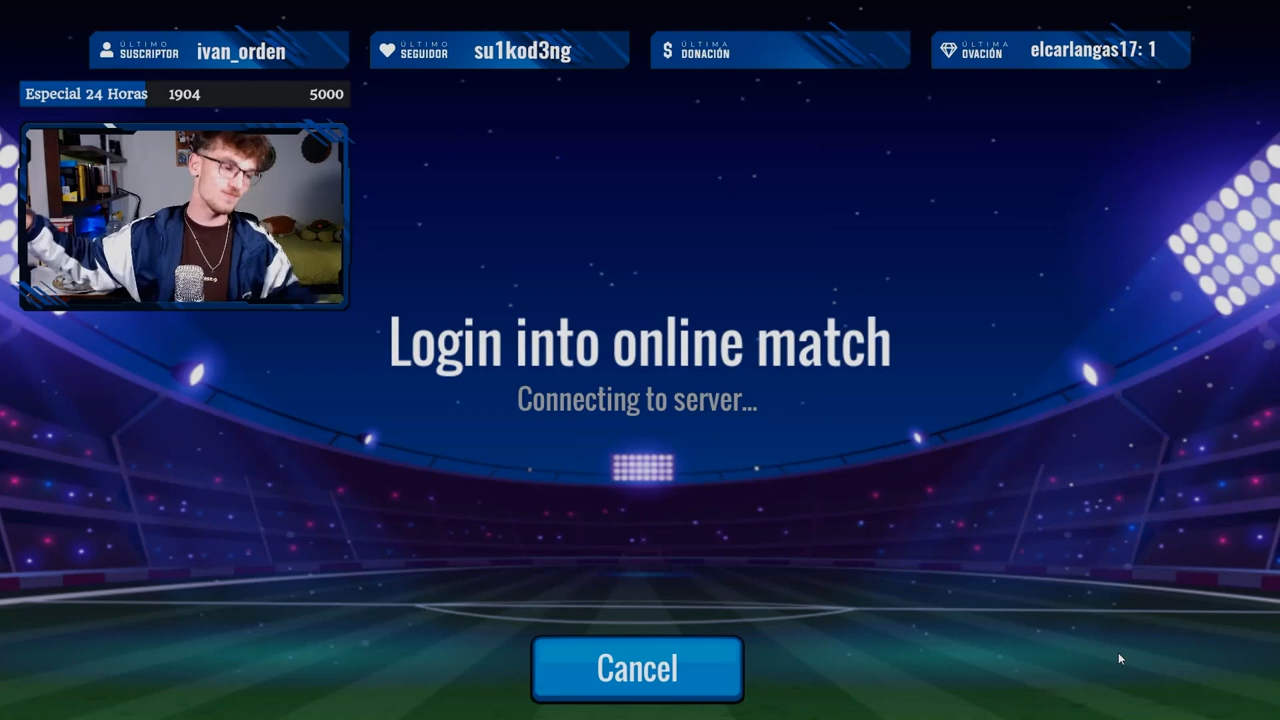 ÚLTIMO
SUSCRIPTOR
ivan_orden
ÚLTIMO
SEGUIDOR
su1kod3ng
ÚLTIMA
DONACIÓN
ÚLTIMA
OVACIÓN
elcarlangas17: 1
Especial 24 Horas 1904 5000
Login into online match
Connecting to server...
Cancel